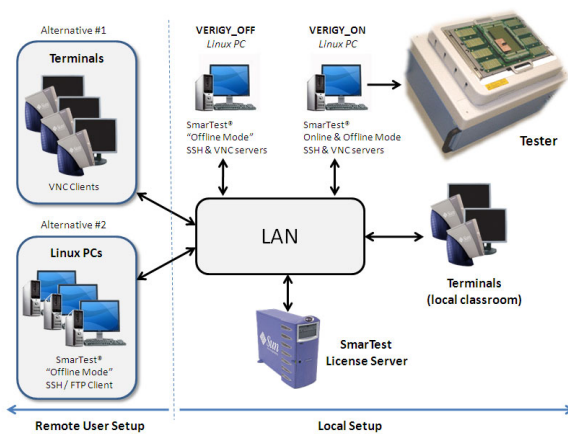 Alternative #1
Terminals
VNC Clients
Alternative #2
Linux PCs
SmarTest®
"Offline Mode"
SSH / FTP Client
VERIGY_OFF
Linux PC
SmarTest®
"Offline Mode"
SSH & VNC servers
VERIGY_ON
Linux PC
SmarTest®
Online & Offline Mode
SSH & VNC servers
Tester
LAN
Terminals
(local classroom)
Sun
SmarTest
License Server
Remote User Setup
Local Setup